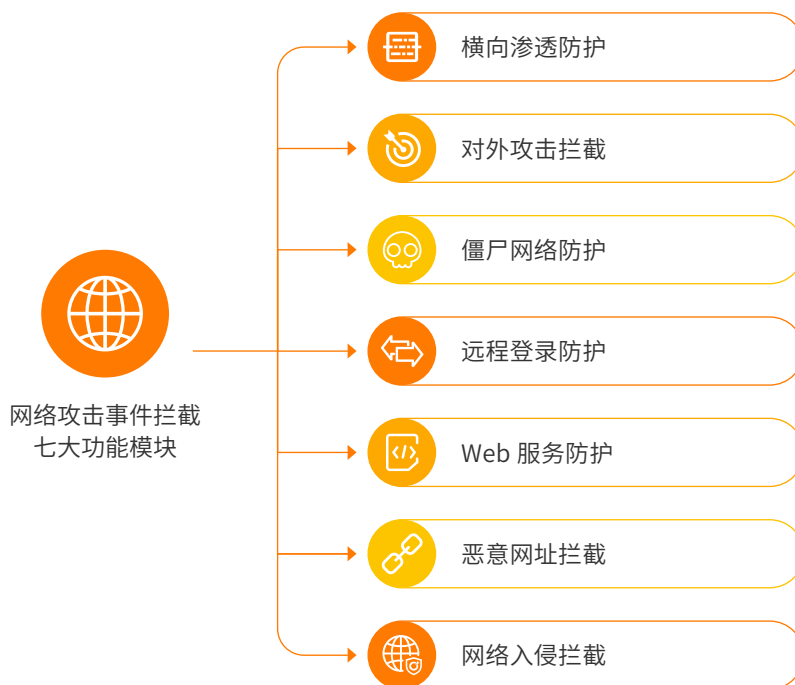 网络攻击事件拦截
七大功能模块
横向渗透防护
对外攻击拦截
僵尸网络防护
远程登录防护
Web 服务防护
恶意网址拦截
网络入侵拦截